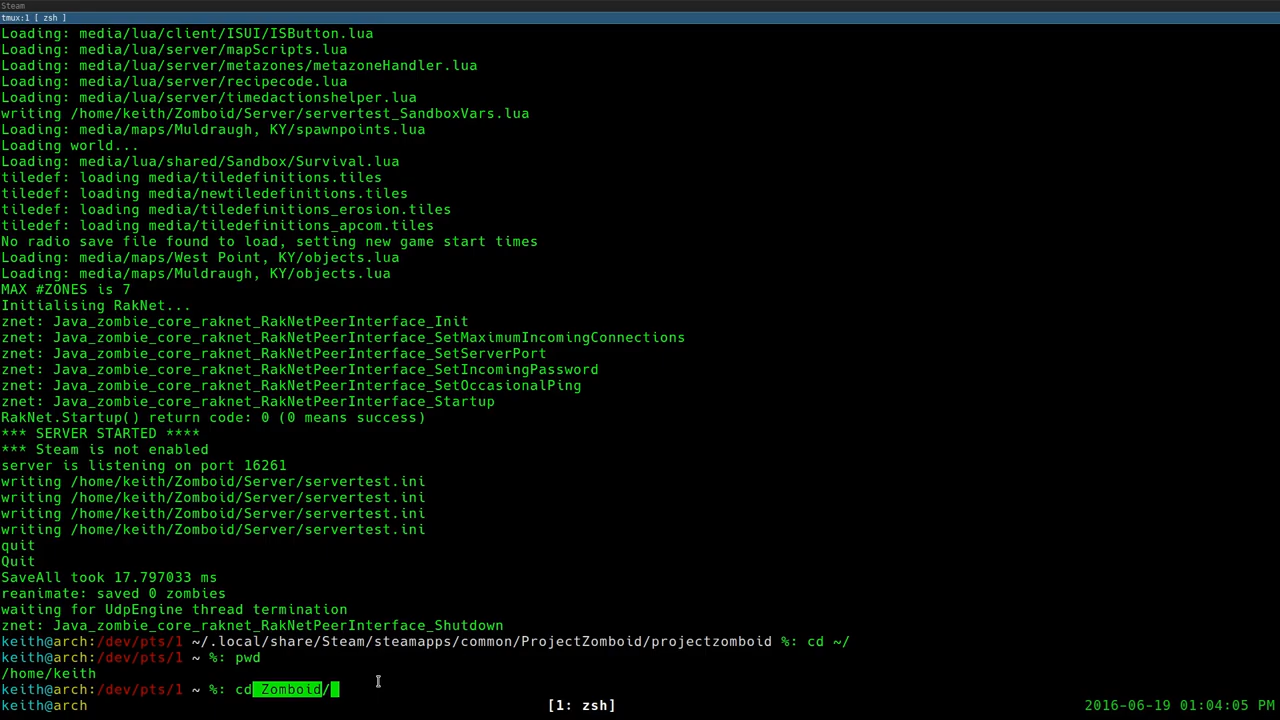 Steam
tmux:1 [ zsh ]
Loading: media/lua/client/ISUI/ISButton.lua
Loading: media/lua/server/mapScripts.lua
Loading: media/lua/server/metazones/metazoneHandler.lua
Loading: media/lua/server/recipecode.lua
Loading: media/lua/server/timedactionshelper.lua
writing /home/keith/Zomboid/Server/servertest_SandboxVars.lua
Loading: media/maps/Muldraugh, KY/spawnpoints.lua
Loading world...
Loading: media/lua/shared/Sandbox/Survival.lua
tiledef: loading media/tiledefinitions.tiles
tiledef: loading media/newtiledefinitions.tiles
tiledef: loading media/tiledefinitions_erosion.tiles
tiledef: loading media/tiledefinitions_apcom.tiles
No radio save file found to load, setting new game start times
Loading: media/maps/West Point, KY/objects.lua
Loading: media/maps/Muldraugh, KY/objects.lua
MAX #ZONES is 7
Initialising RakNet...
znet: Java_zombie_core_raknet_RakNetPeerInterface_Init
znet: Java_zombie_core_raknet_RakNetPeerInterface_SetMaximumIncomingConnections
znet: Java_zombie_core_raknet_RakNetPeerInterface_SetServerPort
znet: Java_zombie_core_raknet_RakNetPeerInterface_SetIncomingPassword
znet: Java_zombie_core_raknet_RakNetPeerInterface_SetOccasionalPing
znet: Java_zombie_core_raknet_RakNetPeerInterface_Startup
RakNet.Startup() return code: 0 (0 means success)
*** SERVER STARTED ****
*** Steam is not enabled
server is listening on port 16261
writing /home/keith/Zomboid/Server/servertest.ini
writing /home/keith/Zomboid/Server/servertest.ini
writing /home/keith/Zomboid/Server/servertest.ini
writing /home/keith/Zomboid/Server/servertest.ini
quit
Quit
SaveAll took 17.797033 ms
reanimate: saved 0 zombies
waiting for UdpEngine thread termination
znet: Java_zombie_core_raknet_RakNetPeerInterface_Shutdown
keith@arch:/dev/pts/1 ~/.local/share/Steam/steamapps/common/ProjectZomboid/projectzomboid %: cd ~/
keith@arch:/dev/pts/1 ~ %: pwd
/home/keith
keith@arch:/dev/pts/1 ~ %: cd Zomboid/
keith@arch [1: zsh] 2016-06-19 01:04:05 PM